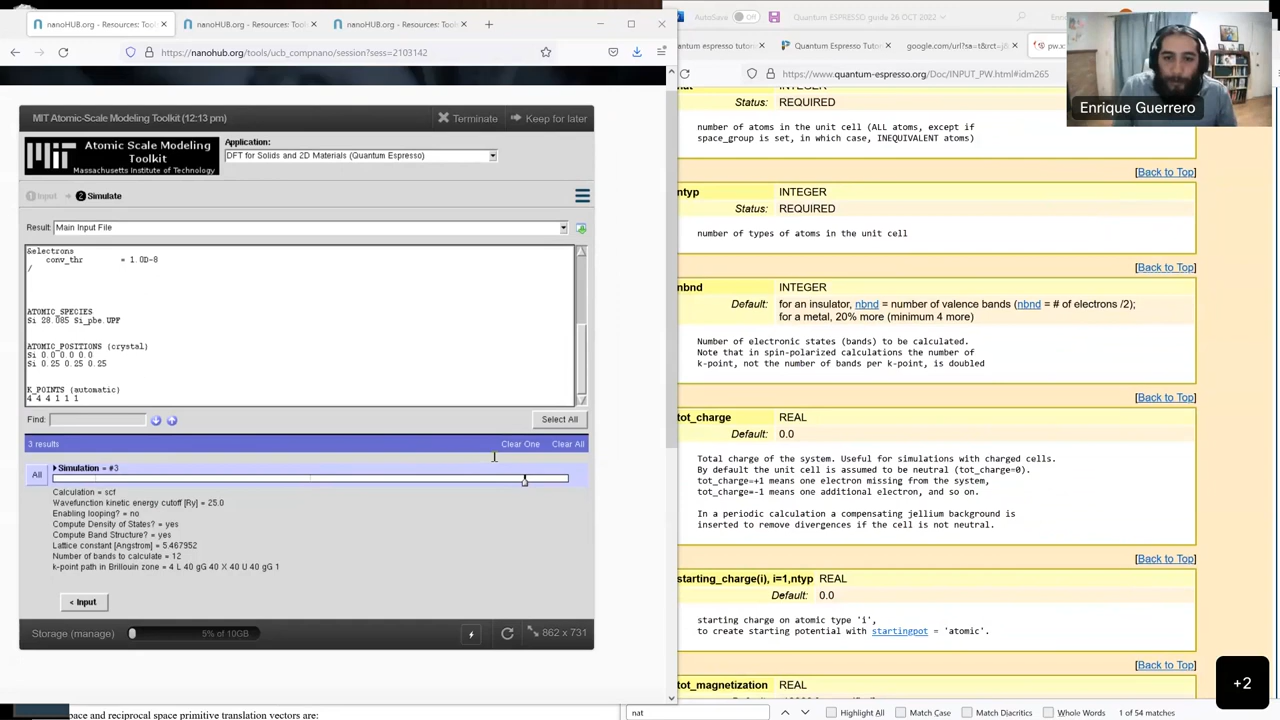 nanoHUB.org - Resources: Too
nanoHUB.org - Resources: Tool
nanoHUB.org - Resources: Tool
https://nanohub.org/tools/ucb_compnano/session?sess=2103142
MIT Atomic-Scale Modeling Toolkit (12:13 pm)
Terminate
Keep for later
MIT
Atomic Scale Modeling
Toolkit
Massachusetts Institute of Technology
Application:
DFT for Solids and 2D Materials (Quantum Espresso)
1 Input
2 Simulate
Result: Main Input File
&electrons
conv_thr = 1.0D-8
/
ATOMIC_SPECIES
Si 28.085 Si_pbe.UPF
ATOMIC_POSITIONS (crystal)
Si 0.0 0.0 0.0
Si 0.25 0.25 0.25
K_POINTS (automatic)
4 4 4 1 1 1
Find:
Select All
3 results
Clear One
Clear All
All
Simulation = #3
Calculation = scf
Wavefunction kinetic energy cutoff [Ry] = 25.0
Enabling looping? = no
Compute Density of States? = yes
Compute Band Structure? = yes
Lattice constant [Angstrom] = 5.467952
Number of bands to calculate = 12
k-point path in Brillouin zone = 4 L 40 gG 40 X 40 U 40 gG 1
< Input
Storage (manage)
5% of 10GB
862 x 731
pace and reciprocal space primitive translation vectors are:
AutoSave Off
Quantum ESPRESSO guide 26 OCT 2022
uantum espresso tutor
Quantum Espresso Tut
google.com/url?sa=t&rct=j
pw.x:
https://www.quantum-espresso.org/Doc/INPUT_PW.html#idm265
Enrique Guerrero
INTEGER
Status: REQUIRED
number of atoms in the unit cell (ALL atoms, except if
space_group is set, in which case, INEQUIVALENT atoms)
[Back to Top]
ntyp INTEGER
Status: REQUIRED
number of types of atoms in the unit cell
[Back to Top]
nbnd INTEGER
Default: for an insulator, nbnd = number of valence bands (nbnd = # of electrons /2);
for a metal, 20% more (minimum 4 more)
Number of electronic states (bands) to be calculated.
Note that in spin-polarized calculations the number of
k-point, not the number of bands per k-point, is doubled
[Back to Top]
tot_charge REAL
Default: 0.0
Total charge of the system. Useful for simulations with charged cells.
By default the unit cell is assumed to be neutral (tot_charge=0).
tot_charge=+1 means one electron missing from the system,
tot_charge=-1 means one additional electron, and so on.
In a periodic calculation a compensating jellium background is
inserted to remove divergences if the cell is not neutral.
[Back to Top]
starting_charge(i), i=1,ntyp REAL
Default: 0.0
starting charge on atomic type 'i',
to create starting potential with startingpot = 'atomic'.
[Back to Top]
tot_magnetization REAL
+2
nat
Highlight All
Match Case
Match Diacritics
Whole Words
1 of 54 matches